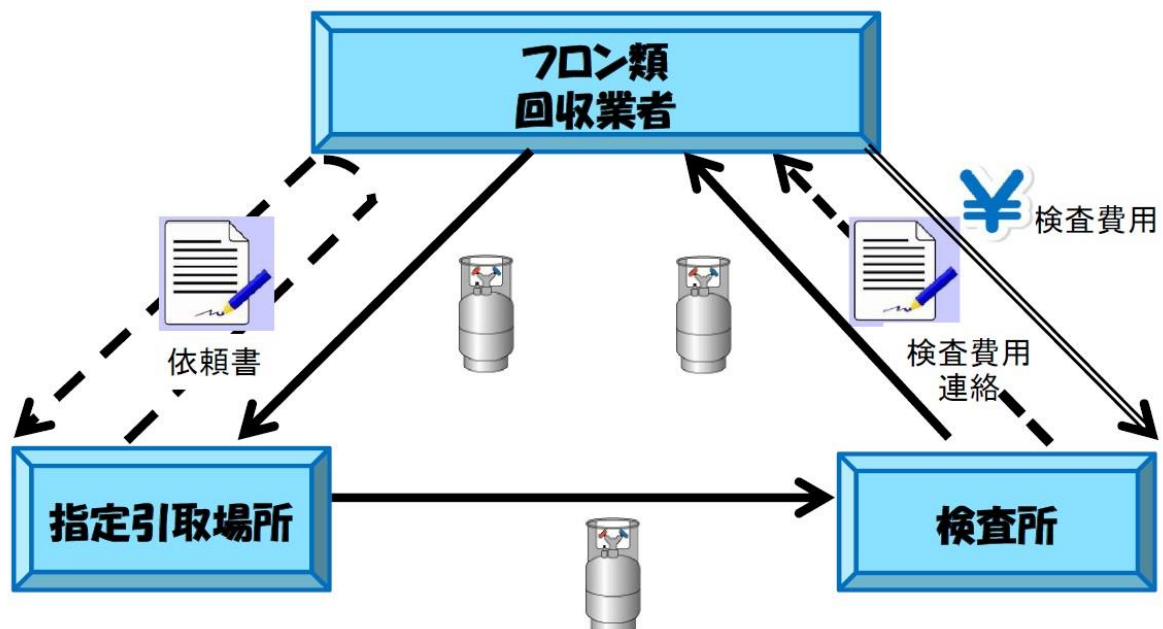 フロン類
回収業者
¥
検査費用
依頼書
検査費用
連絡
指定引取場所
検査所